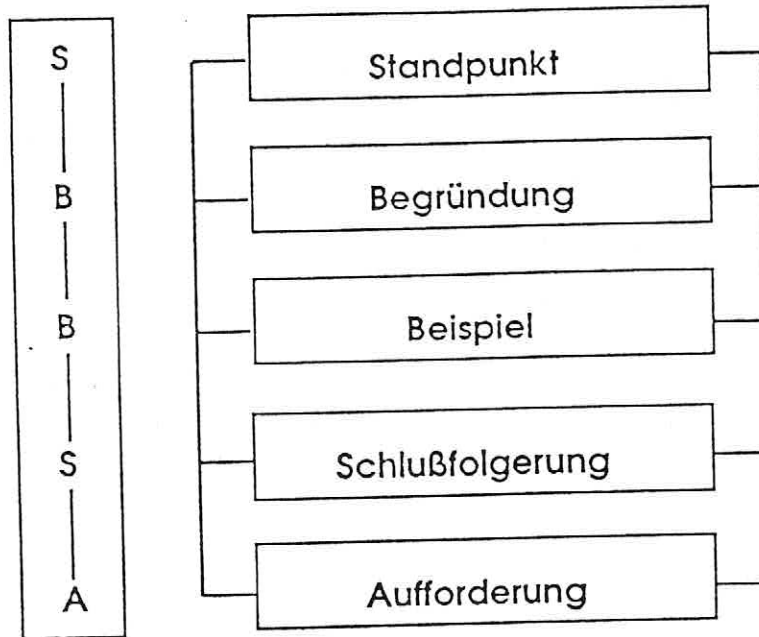 S
Standpunkt
B
Begründung
B
Beispiel
S
Schlußfolgerung
A
Aufforderung